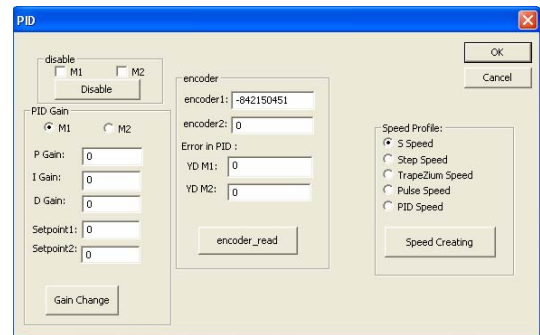 PID
OK
Cancel
disable
M1 M2
Disable
PID Gain
M1 M2
P Gain: 0
I Gain: 0
D Gain: 0
Setpoint1: 0
Setpoint2: 0
Gain Change
encoder
encoder1: -842150451
encoder2: 0
Error in PID :
YD M1: 0
YD M2: 0
encoder_read
Speed Profile:
S Speed
Step Speed
TrapeZium Speed
Pulse Speed
PID Speed
Speed Creating